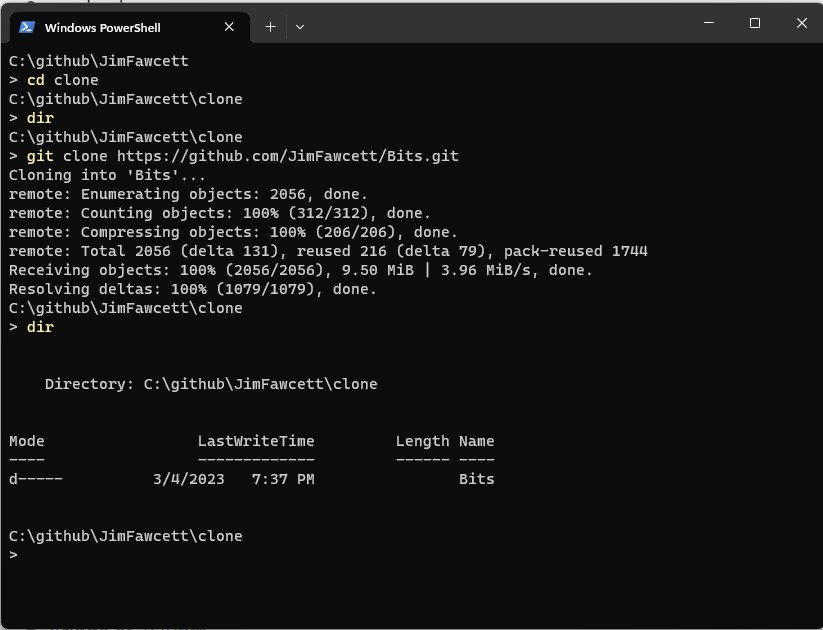 Windows PowerShell
C:\github\JimFawcett
> cd clone
C:\github\JimFawcett\clone
> dir
C:\github\JimFawcett\clone
> git clone https://github.com/JimFawcett/Bits.git
Cloning into 'Bits'...
remote: Enumerating objects: 2056, done.
remote: Counting objects: 100% (312/312), done.
remote: Compressing objects: 100% (206/206), done.
remote: Total 2056 (delta 131), reused 216 (delta 79), pack-reused 1744
Receiving objects: 100% (2056/2056), 9.50 MiB | 3.96 MiB/s, done.
Resolving deltas: 100% (1079/1079), done.
C:\github\JimFawcett\clone
> dir
    Directory: C:\github\JimFawcett\clone
Mode                 LastWriteTime         Length Name
----                 -------------         ------ ----
d-----          3/4/2023   7:37 PM                Bits
C:\github\JimFawcett\clone
>